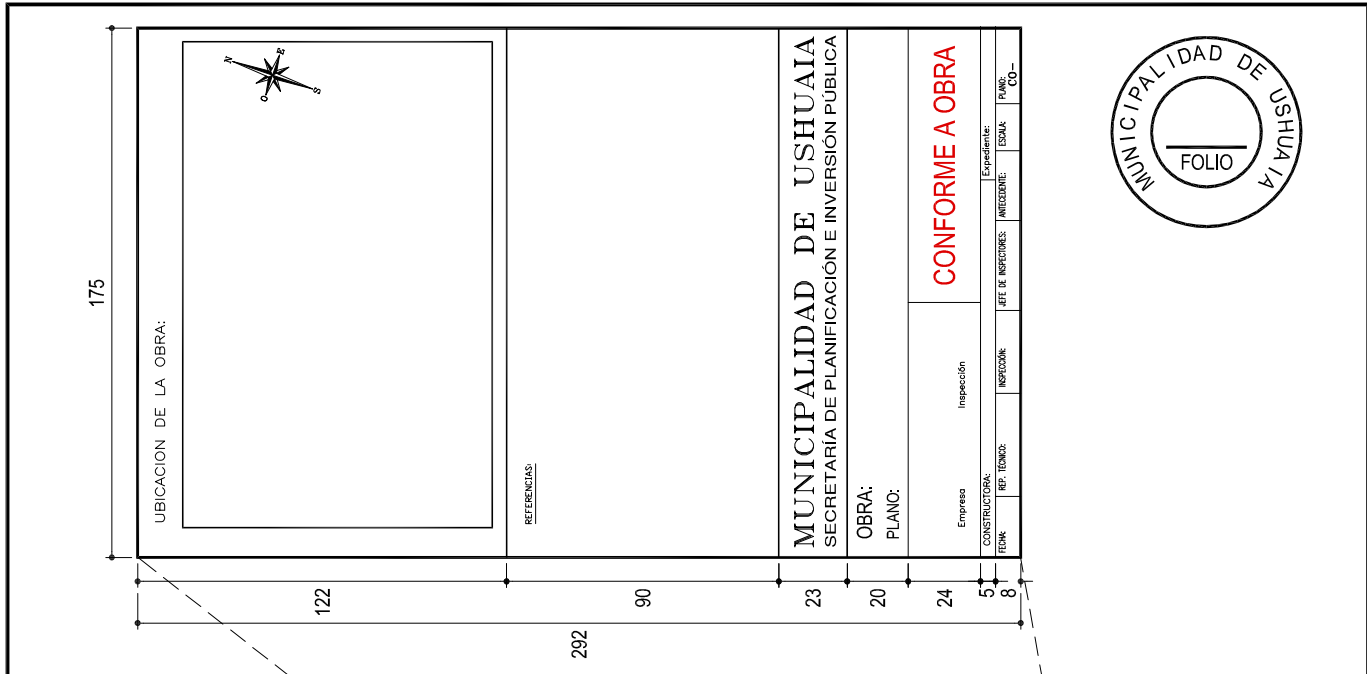 UBICACION DE LA OBRA:
N
E
S
O
REFERENCIAS:
MUNICIPALIDAD DE USHUAIA
SECRETARÍA DE PLANIFICACIÓN E INVERSIÓN PÚBLICA
OBRA:
PLANO:
Empresa
Inspección
CONFORME A OBRA
CONSTRUCTORA:
Expediente:
FECHA:
REP. TÉCNICO:
INSPECCIÓN:
JEFE DE INSPECTORES:
ANTECEDENTE:
ESCALA:
PLANO:
CO-
175
122
90
23
20
24
5
8
292
MUNICIPALIDAD DE USHUAIA
FOLIO